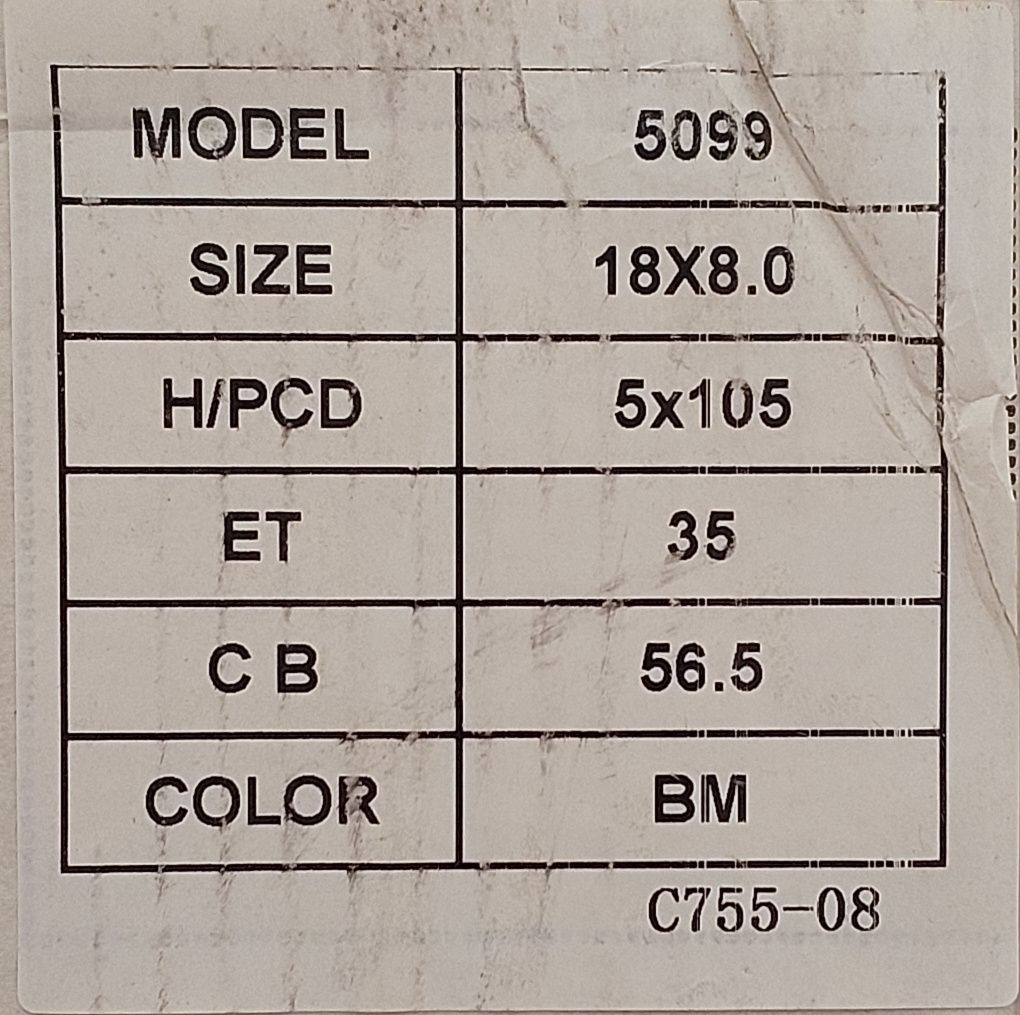 MODEL 5099
SIZE 18X8.0
H/PCD 5x105
ET 35
C B 56.5
COLOR BM
C755-08